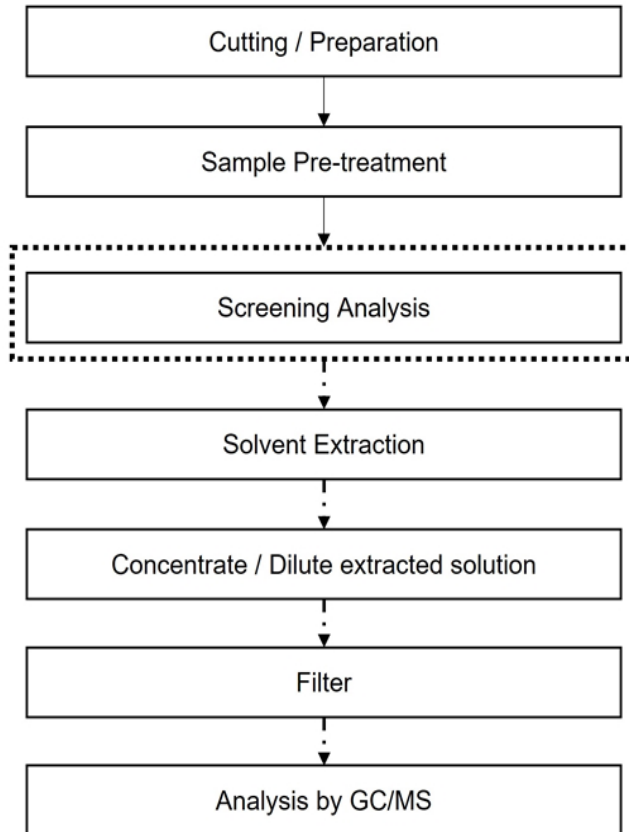 Cutting / Preparation
Sample Pre-treatment
Screening Analysis
Solvent Extraction
Concentrate / Dilute extracted solution
Filter
Analysis by GC/MS